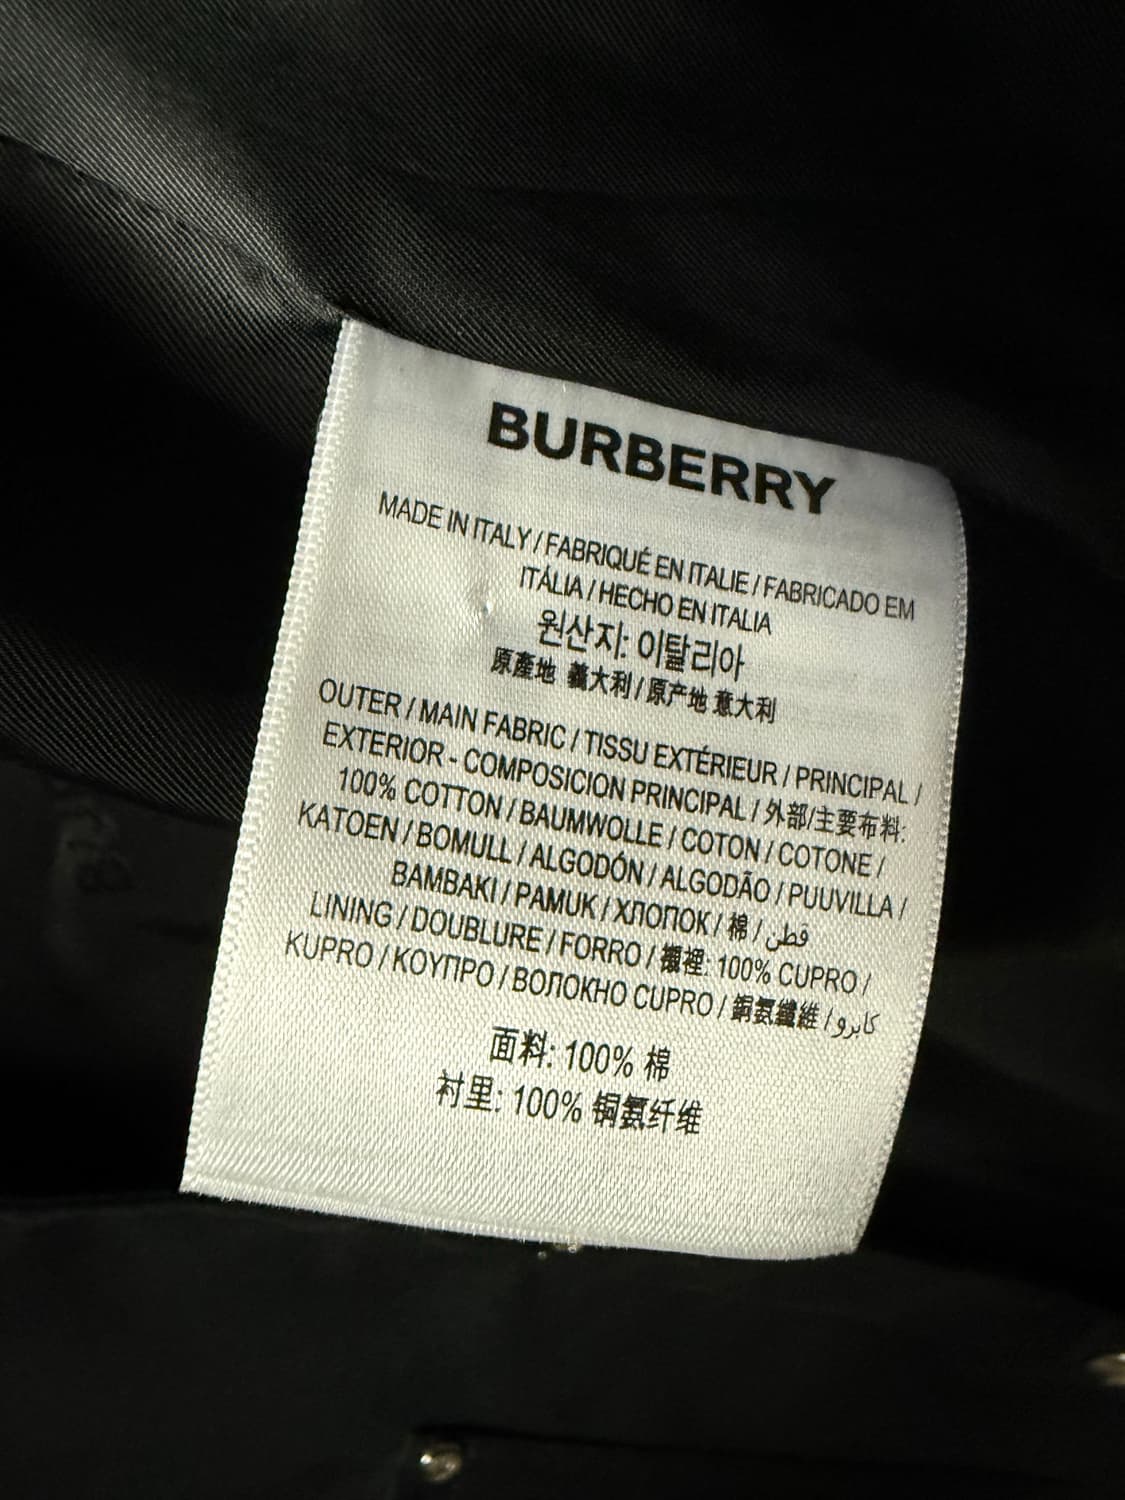 BURBERRY
MADE IN ITALY / FABRIQUÉ EN ITALIE / FABRICADO EM
ITÁLIA / HECHO EN ITALIA
원산지: 이탈리아
原產地 義大利 / 原产地 意大利
OUTER / MAIN FABRIC / TISSU EXTÉRIEUR / PRINCIPAL /
EXTERIOR - COMPOSICION PRINCIPAL / 外部/主要布料:
100% COTTON / BAUMWOLLE / COTON / COTONE /
KATOEN / BOMULL / ALGODÓN / ALGODÃO / PUUVILLA /
BAMBAKI / PAMUK / ХЛОПОК / 棉 / قطن
LINING / DOUBLURE / FORRO / 襯裡: 100% CUPRO /
KUPRO / ΚΟΥΠΡΟ / ВОЛОКНО CUPRO / 銅氨纖維 / كابرو
面料: 100% 棉
衬里: 100% 铜氨纤维